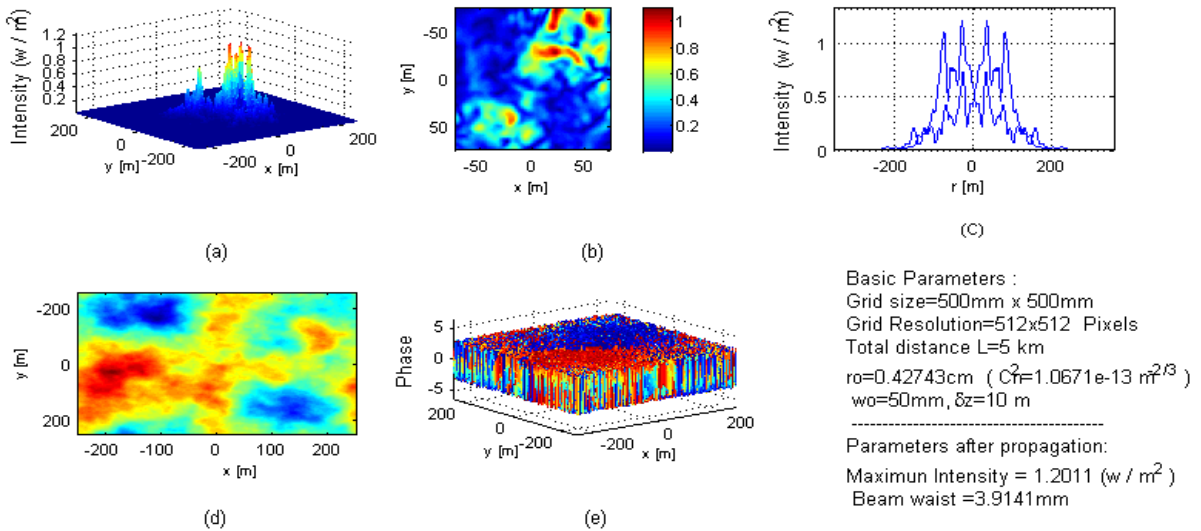 Intensity (w / m²)
1.2
1
0.8
0.6
0.4
0.2
200
0
-200
y [m]
-200
0
200
x [m]
(a)
y [m]
-50
0
50
-50
0
50
x [m]
1
0.8
0.6
0.4
0.2
(b)
Intensity (w / m²)
1
0.5
0
-200
0
200
r [m]
(C)
y [m]
-200
0
200
-200
-100
0
100
200
x [m]
(d)
Phase
5
0
-5
200
0
-200
y [m]
-200
0
200
x [m]
(e)
Basic Parameters :
Grid size=500mm x 500mm
Grid Resolution=512x512 Pixels
Total distance L=5 km
ro=0.42743cm ( C²n=1.0671e-13 m^2/3)
wo=50mm, δz=10 m
----------------------------------------
Parameters after propagation:
Maximun Intensity = 1.2011 (w / m²)
Beam waist =3.9141mm